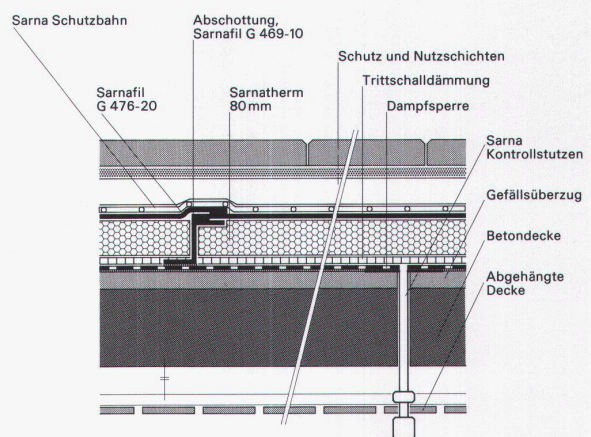 Sarna Schutzbahn
Abschottung,
Sarnafil G 469-10
Schutz und Nutzschichten
Sarnafil
G 476-20
Sarnatherm
80 mm
Trittschalldämmung
Dampfsperre
Sarna
Kontrollstutzen
Gefällsüberzug
Betondecke
Abgehängte
Decke